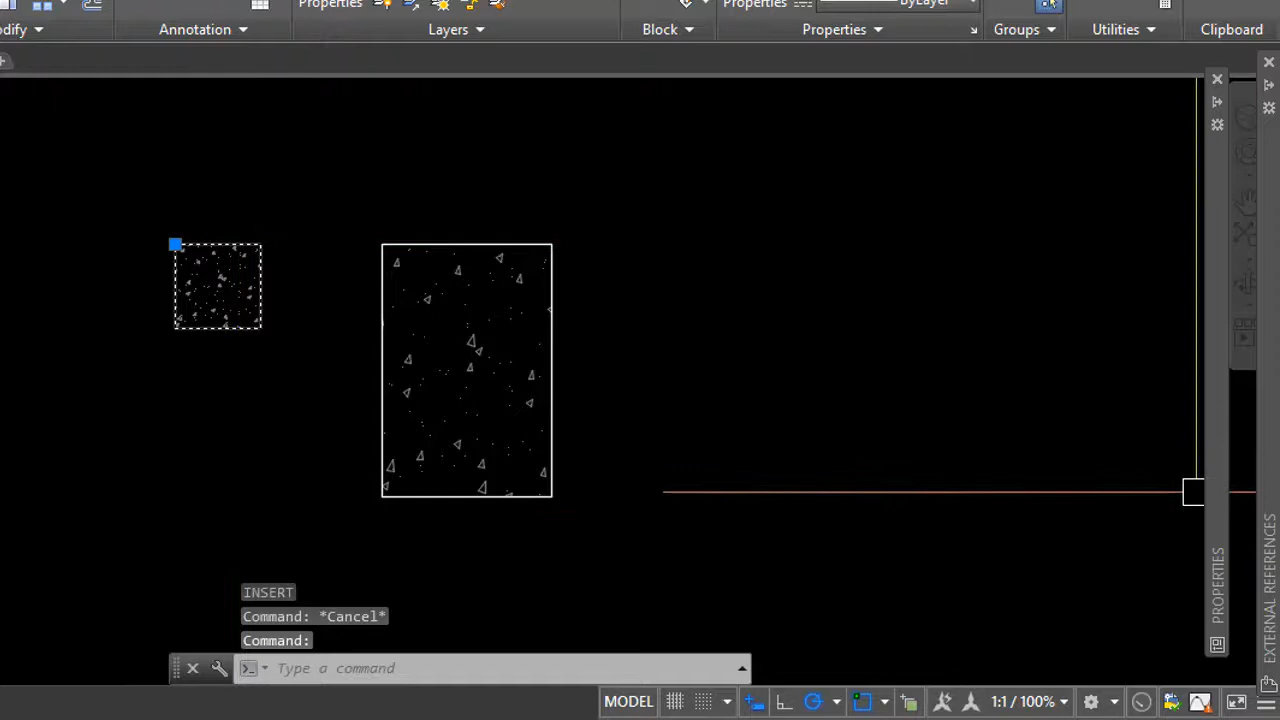 Properties
Properties
ByLayer
dify
Annotation
Layers
Block
Properties
Groups
Utilities
Clipboard
PROPERTIES
EXTERNAL REFERENCES
INSERT
Command: *Cancel*
Command:
Type a command
MODEL
1:1 / 100%